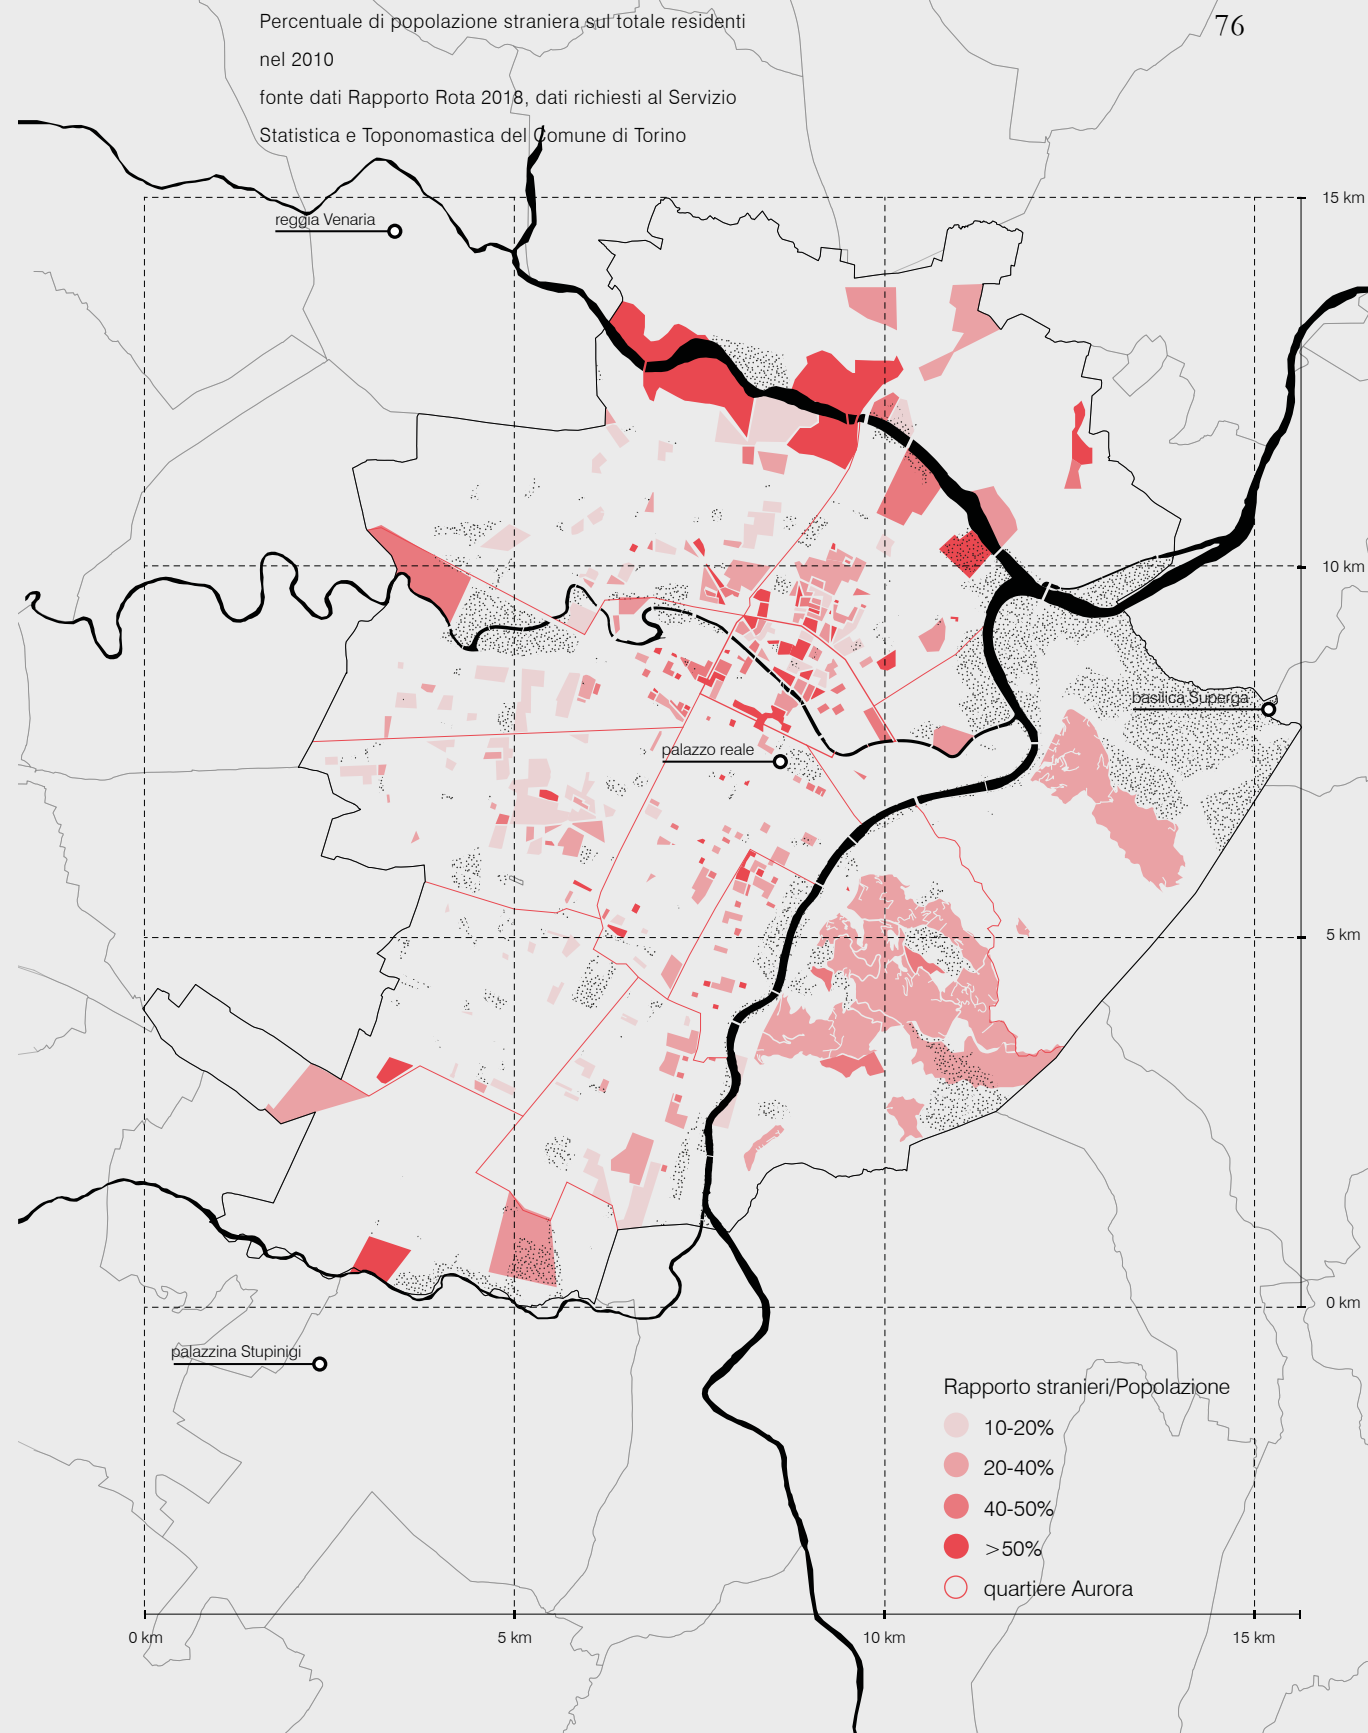 Percentuale di popolazione straniera sul totale residenti
nel 2010
fonte dati Rapporto Rota 2018, dati richiesti al Servizio
Statistica e Toponomastica del Comune di Torino
76
15 km
reggia Venaria
10 km
basilica Superga
palazzo reale
5 km
0 km
palazzina Stupinigi
Rapporto stranieri/Popolazione
10-20%
20-40%
40-50%
>50%
quartiere Aurora
0 km
5 km
10 km
15 km